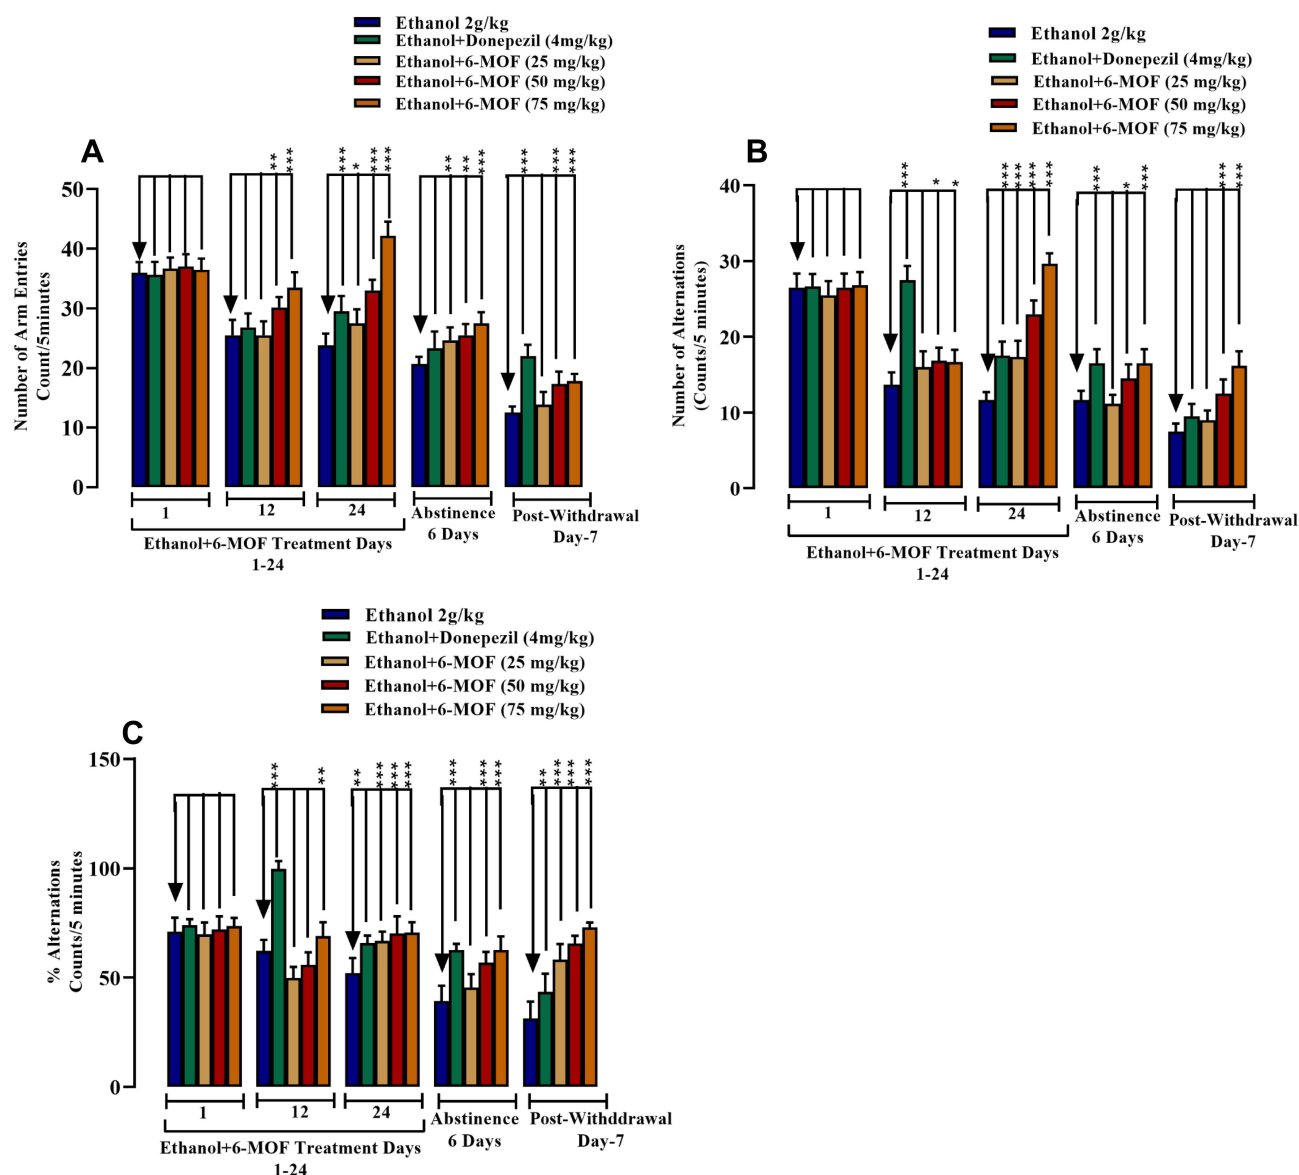 Ethanol 2g/kg
Ethanol+Donepezil (4mg/kg)
Ethanol+6-MOF (25 mg/kg)
Ethanol+6-MOF (50 mg/kg)
Ethanol+6-MOF (75 mg/kg)
A
Number of Arm Entries
Count/5minutes
50
40
30
20
10
0
** *** *** * *** *** ** ** *** *** *** ***
1
12
24
Abstinence
6 Days
Post-Withdrawal
Day-7
Ethanol+6-MOF Treatment Days
1-24
Ethanol 2g/kg
Ethanol+Donepezil (4mg/kg)
Ethanol+6-MOF (25 mg/kg)
Ethanol+6-MOF (50 mg/kg)
Ethanol+6-MOF (75 mg/kg)
B
Number of Alternations
(Counts/5 minutes)
40
30
20
10
0
*** * * *** *** *** *** *** * *** *** ***
1
12
24
Abstinence
6 Days
Post-Withdrawal
Day-7
Ethanol+6-MOF Treatment Days
1-24
Ethanol 2g/kg
Ethanol+Donepezil (4mg/kg)
Ethanol+6-MOF (25 mg/kg)
Ethanol+6-MOF (50 mg/kg)
Ethanol+6-MOF (75 mg/kg)
C
% Alternations
Counts/5 minutes
150
100
50
0
*** ** ** *** *** *** *** *** *** ** *** *** ***
1
12
24
Abstinence
6 Days
Post-Withddrawal
Day-7
Ethanol+6-MOF Treatment Days
1-24